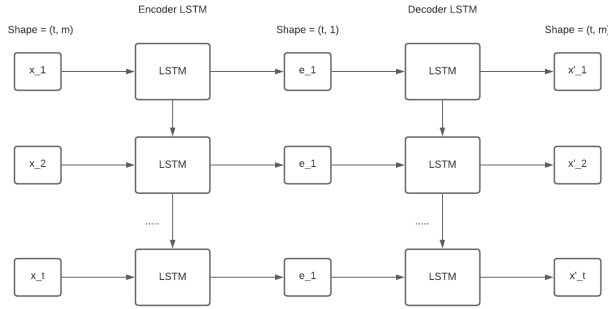 Encoder LSTM Decoder LSTM
Shape = (t, m) Shape = (t, 1) Shape = (t, m)
x_1 LSTM e_1 LSTM x'_1
x_2 LSTM e_1 LSTM x'_2
..... .....
x_t LSTM e_1 LSTM x'_t